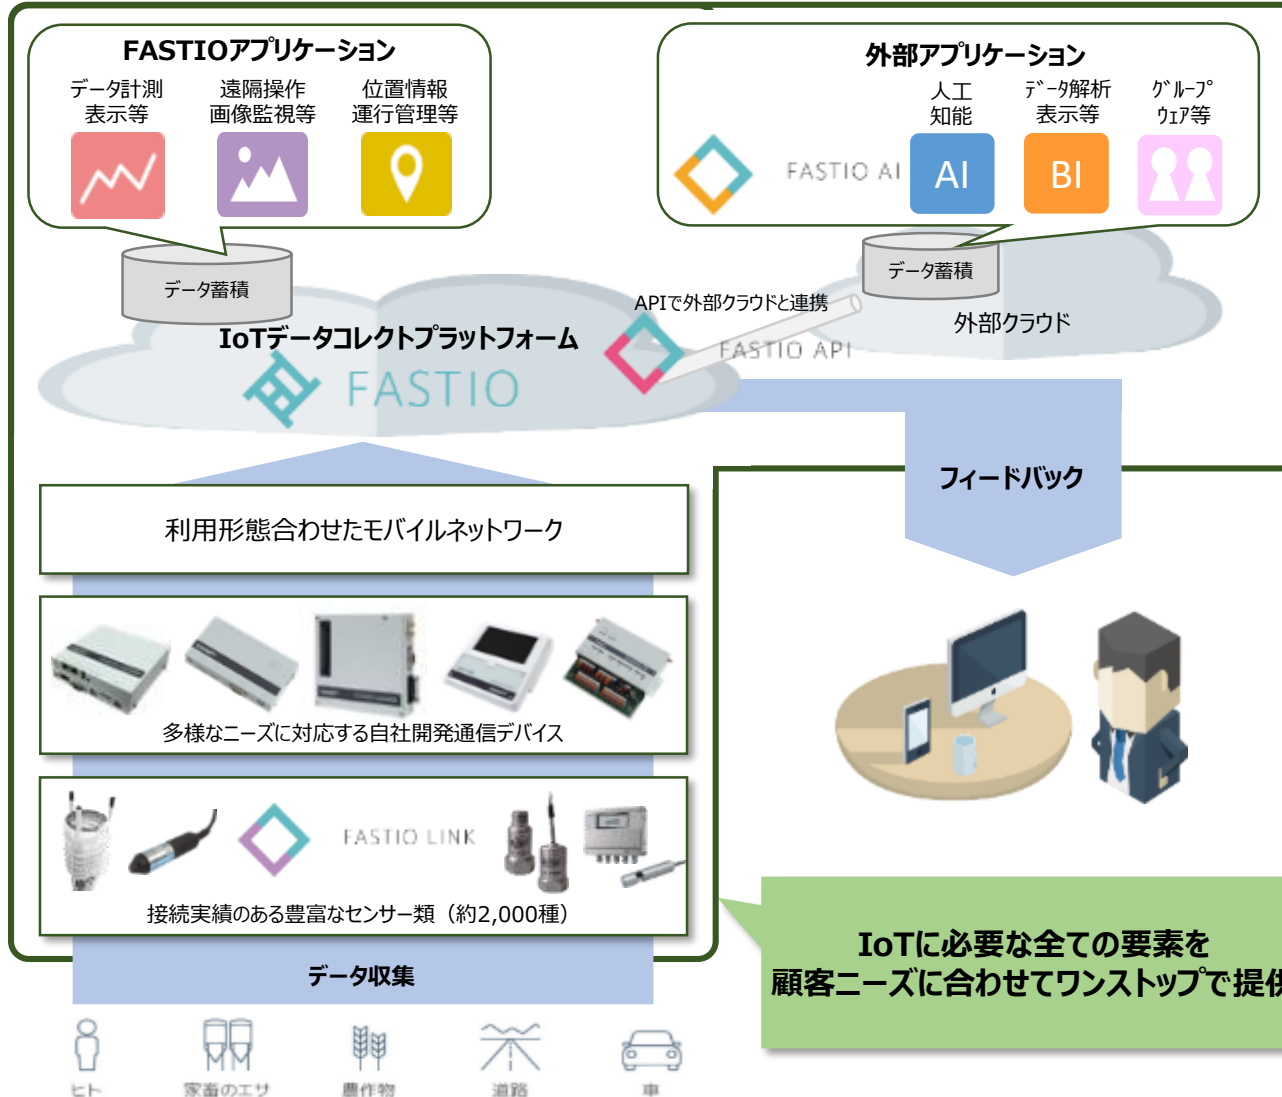 FASTIOアプリケーション
データ計測
表示等
遠隔操作
画像監視等
位置情報
運行管理等
外部アプリケーション
FASTIO AI
人工
知能
AI
データ解析
表示等
BI
グループ
ウェア等
データ蓄積
データ蓄積
APIで外部クラウドと連携
外部クラウド
IoTデータコレクトプラットフォーム
FASTIO API
FASTIO
フィードバック
利用形態合わせたモバイルネットワーク
多様なニーズに対応する自社開発通信デバイス
FASTIO LINK
接続実績のある豊富なセンサー類（約2,000種）
データ収集
IoTに必要な全ての要素を
顧客ニーズに合わせてワンストップで提供
ヒト
家畜のエサ
農作物
道路
車